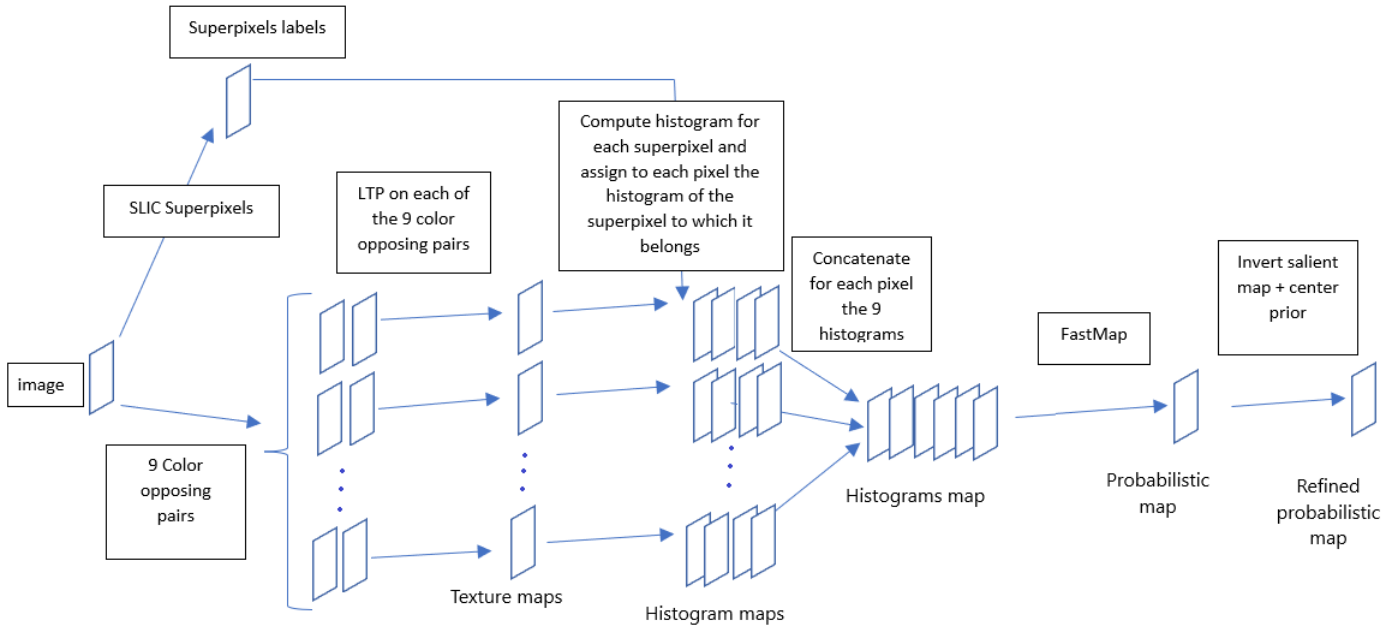 Superpixels labels
SLIC Superpixels
image
9 Color
opposing
pairs
LTP on each of
the 9 color
opposing pairs
Compute histogram for
each superpixel and
assign to each pixel the
histogram of the
superpixel to which it
belongs
Concatenate
for each pixel
the 9
histograms
FastMap
Invert salient
map + center
prior
Texture maps
Histogram maps
Histograms map
Probabilistic
map
Refined
probabilistic
map